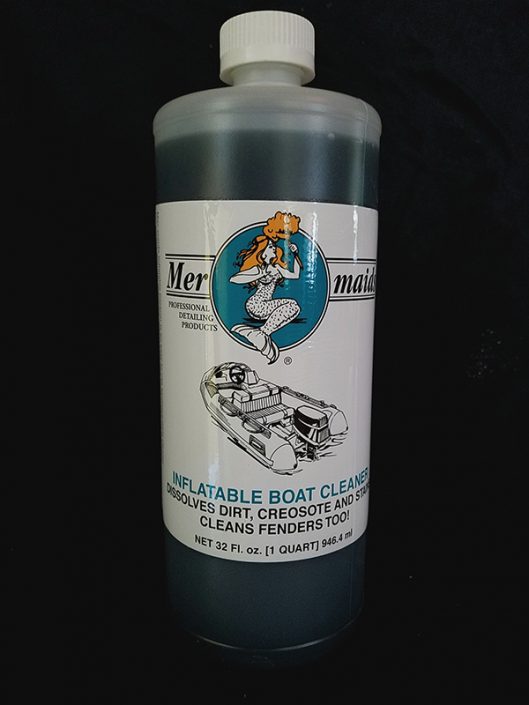 Mer maids
PROFESSIONAL
DETAILING
PRODUCTS
®
INFLATABLE BOAT CLEANER
DISSOLVES DIRT, CREOSOTE AND
CLEANS FENDERS TOO!
NET 32 Fl. oz. [1 QUART] 946.4 ml